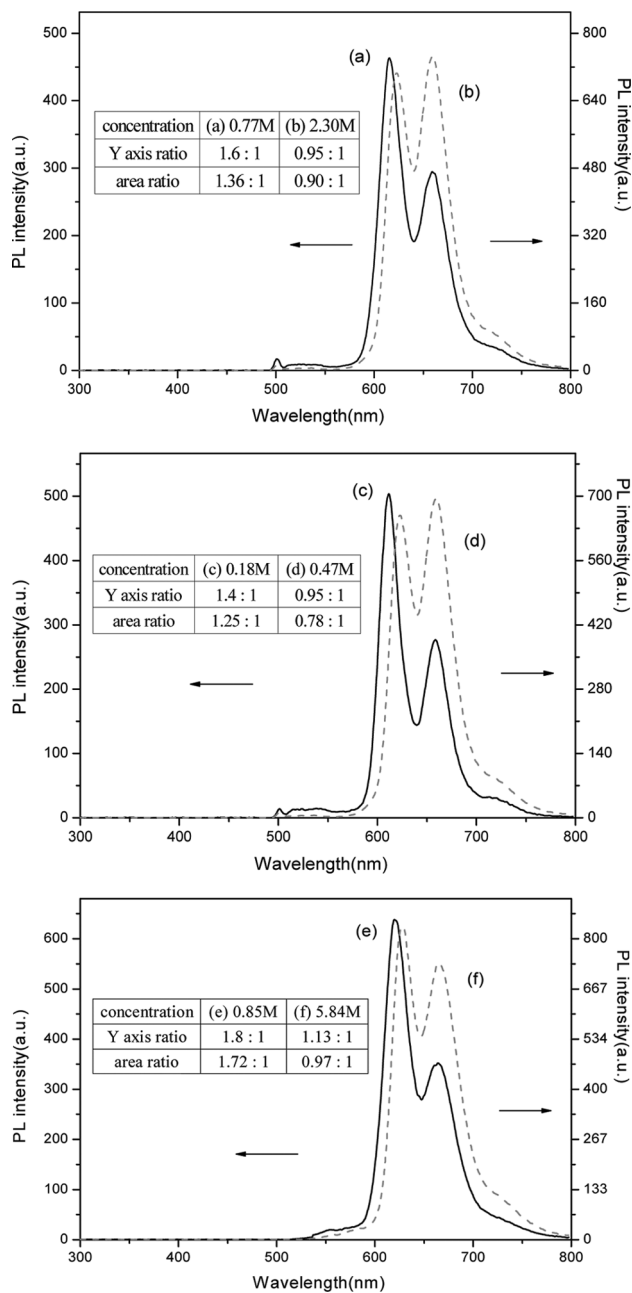 500
400
300
200
100
0
PL intensity(a.u.)
(a)
(b)
concentration (a) 0.77M (b) 2.30M
Y axis ratio 1.6 : 1 0.95 : 1
area ratio 1.36 : 1 0.90 : 1
800
640
480
320
160
0
PL intensity(a.u.)
300 400 500 600 700 800
Wavelength(nm)
500
400
300
200
100
0
PL intensity(a.u.)
(c)
(d)
concentration (c) 0.18M (d) 0.47M
Y axis ratio 1.4 : 1 0.95 : 1
area ratio 1.25 : 1 0.78 : 1
700
560
420
280
140
0
PL intensity(a.u.)
300 400 500 600 700 800
Wavelength(nm)
600
500
400
300
200
100
0
PL intensity(a.u.)
(e)
(f)
concentration (e) 0.85M (f) 5.84M
Y axis ratio 1.8 : 1 1.13 : 1
area ratio 1.72 : 1 0.97 : 1
800
667
534
400
267
133
0
PL intensity(a.u.)
300 400 500 600 700 800
Wavelength(nm)